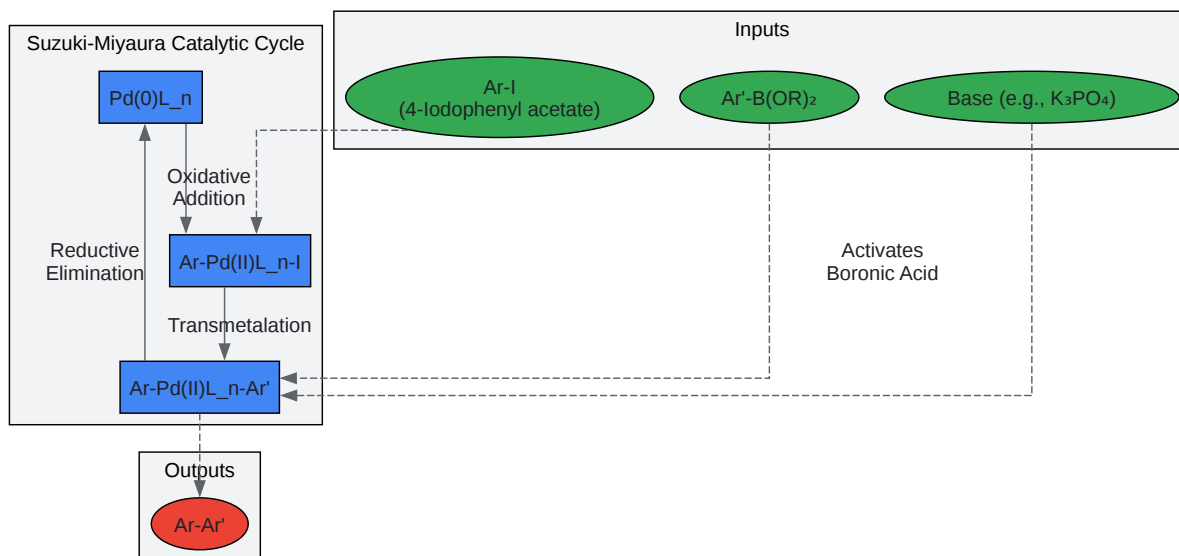 Suzuki-Miyaura Catalytic Cycle
Pd(0)L_n
Oxidative
Addition
Ar-Pd(II)L_n-I
Reductive
Elimination
Transmetalation
Ar-Pd(II)L_n-Ar'
Inputs
Ar-I
(4-Iodophenyl acetate)
Ar'-B(OR)₂
Base (e.g., K₃PO₄)
Activates
Boronic Acid
Outputs
Ar-Ar'